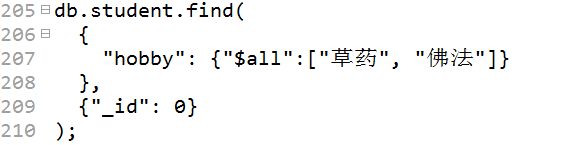 205 db.student.find(
206 {
207 "hobby": {"$all":["草药", "佛法"]}
208 },
209 {"_id": 0}
210 );